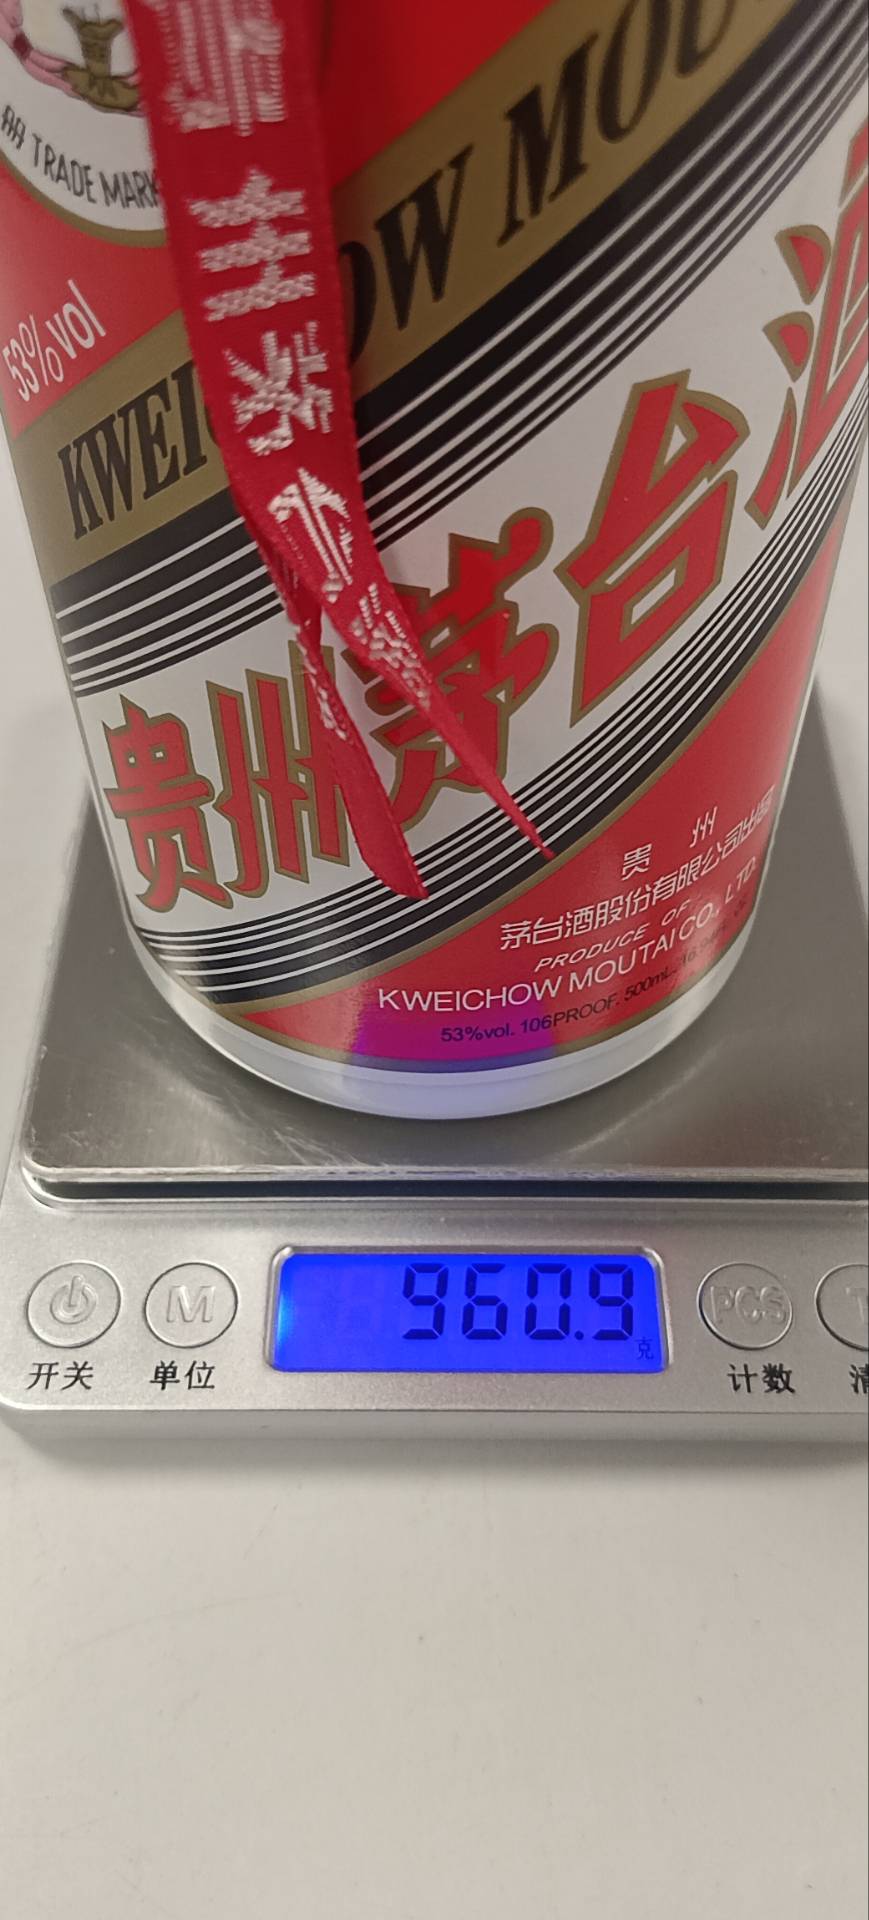 TRADE MARK
53%vol
KWEICHOW MOU
贵州茅台酒
贵 州
茅台酒股份有限公司出品
PRODUCE OF
KWEICHOW MOUTAI CO., LTD.
53%vol. 106PROOF. 500mL
960.9
克
M
PCS
T
开关
单位
计数
清